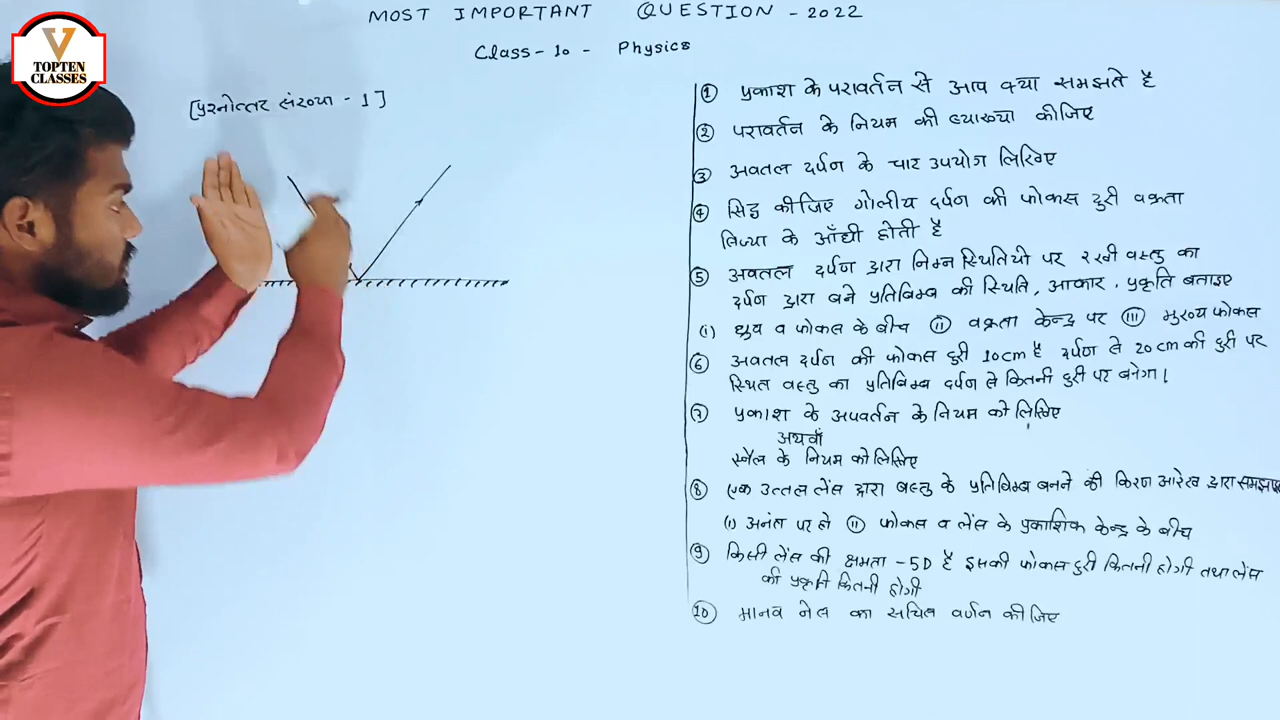 MOST IMPORTANT QUESTION - 2022
Class - 10 - Physics
V
TOPTEN
CLASSES
[प्रश्नोत्तर संख्या - 1]
① प्रकाश के परावर्तन से आप क्या समझते है
② परावर्तन के नियम की व्याख्या कीजिए
③ अवतल दर्पण के चार उपयोग लिखिए
④ सिद्ध कीजिए गोलीय दर्पण की फोकस दुरी वक्रता
त्रिज्या के आँधी होती है
⑤ अवतल दर्पण द्वारा निम्न स्थितियो पर रखी वस्तु का
दर्पण द्वारा बने प्रतिबिम्ब की स्थिति, आकार, प्रकृति बताइए
(i) ध्रुव व फोकस के बीच (ii) वक्रता केन्द्र पर (iii) मुख्य फोकस
⑥ अवतल दर्पण की फोकस दुरी 10cm है दर्पण से 20cm की दुरी पर
स्थित वस्तु का प्रतिबिम्ब दर्पण से कितनी दुरी पर बनेगा।
⑦ प्रकाश के अपवर्तन के नियम को लिखिए
अथवाँ
स्नैल के नियम को लिखिए
⑧ एक उत्तल लेंस द्वारा वस्तु के प्रतिबिम्ब बनने की किरण आरेख द्वारा
(i) अनंत पर हो (ii) फोकस व लेंस के प्रकाशिक केन्द्र के बीच
⑨ किसी लेंस की क्षमता -5D है इसकी फोकस दुरी कितनी होगी तथा लेंस
की प्रकृति कितनी होगी
⑩ मानव नेत्र का सचित्र वर्णन कीजिए